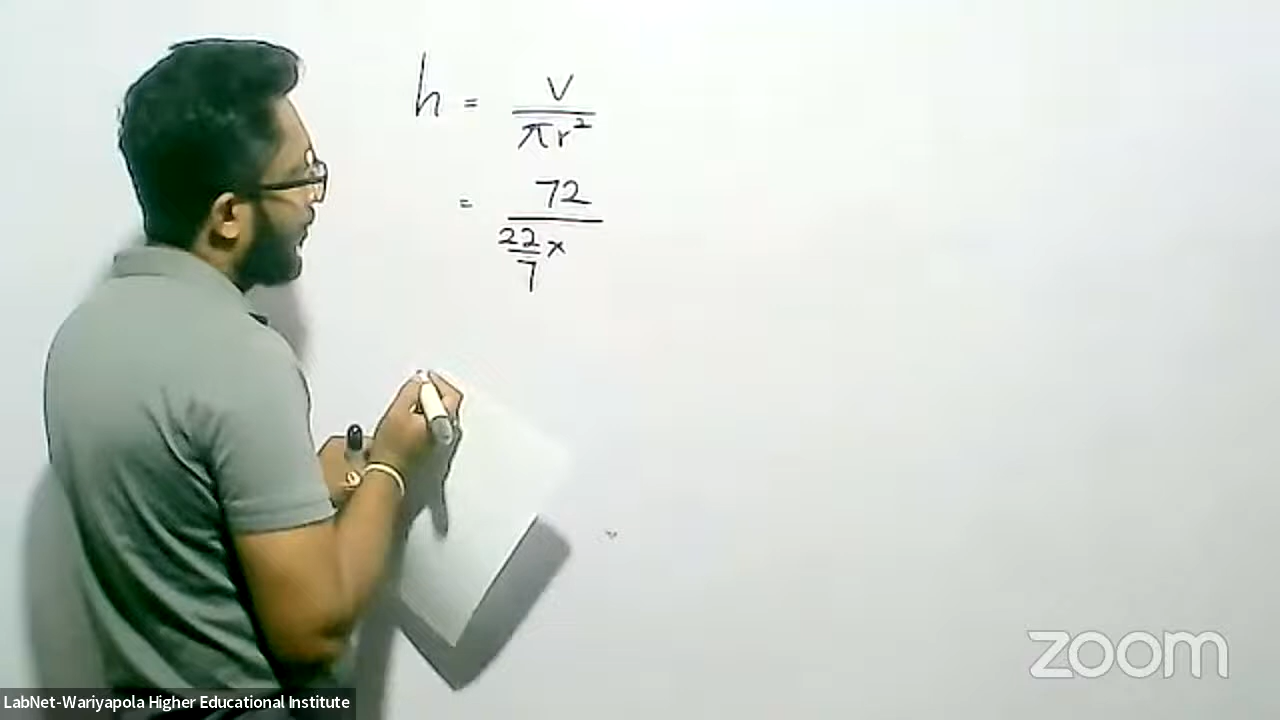 h = V / πr²
= 72 / 22/7 ×
zoom
LabNet-Wariyapola Higher Educational Institute